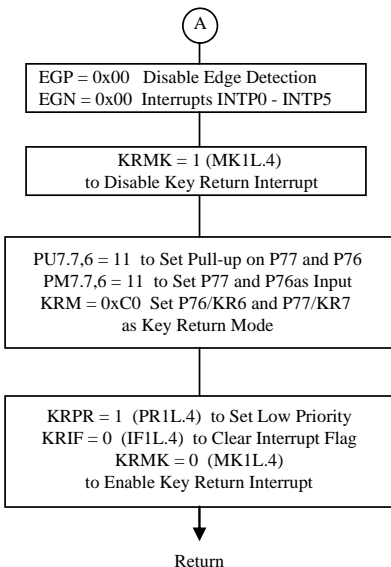 A
EGP = 0x00 Disable Edge Detection
EGN = 0x00 Interrupts INTP0 - INTP5
KRMK = 1 (MK1L.4)
to Disable Key Return Interrupt
PU7.7,6 = 11 to Set Pull-up on P77 and P76
PM7.7,6 = 11 to Set P77 and P76as Input
KRM = 0xC0 Set P76/KR6 and P77/KR7
as Key Return Mode
KRPR = 1 (PR1L.4) to Set Low Priority
KRIF = 0 (IF1L.4) to Clear Interrupt Flag
KRMK = 0 (MK1L.4)
to Enable Key Return Interrupt
Return